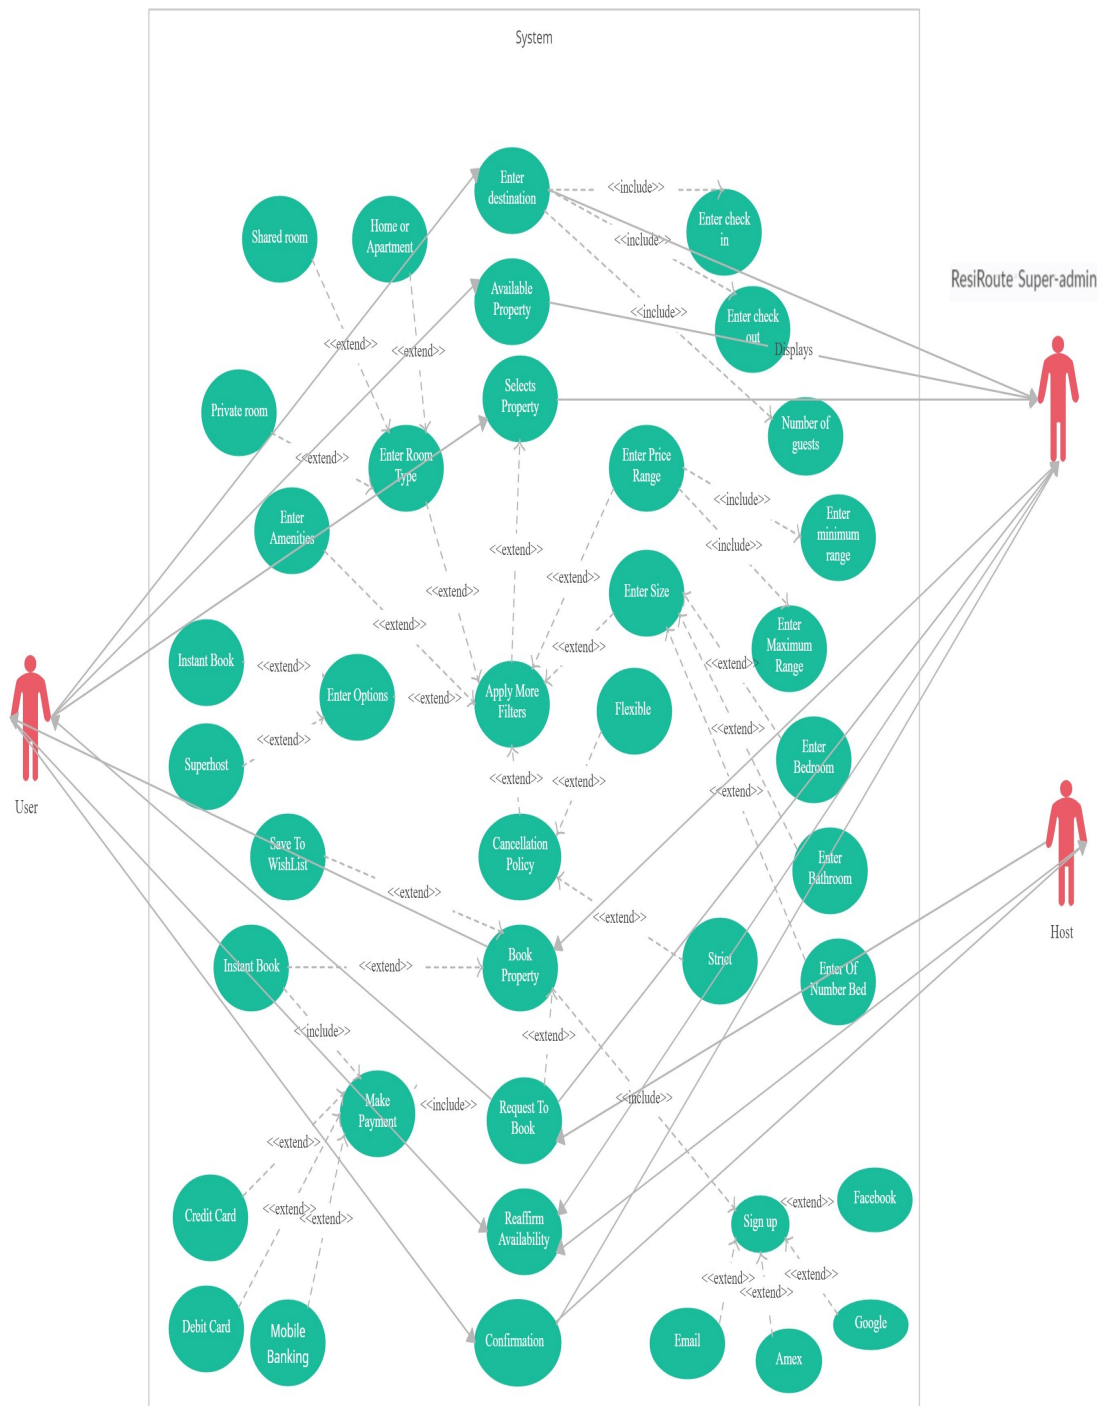 System
Enter
destination
<<include>>
Enter check
in
Shared room
Home or
Apartment
<<include>>
ResiRoute Super-admin
Available
Property
<<include>>
Enter check
out
Displays
<<extend>>
<<extend>>
Selects
Property
Private room
Number of
guests
<<extend>>
Enter Room
Type
Enter Price
Range
<<include>>
Enter
minimum
range
Enter
Amenities
<<extend>>
<<include>>
<<extend>>
<<extend>>
Enter Size
<<extend>>
<<extend>>
Enter
Maximum
Range
Instant Book
<<extend>>
<<extend>>
Enter Options
<<extend>>
Apply More
Filters
Flexible
<<extend>>
Superhost
<<extend>>
Enter
Bedroom
<<extend>>
<<extend>>
<<extend>>
User
Save To
WishList
Cancellation
Policy
Enter
Bathroom
<<extend>>
<<extend>>
Host
Instant Book
<<extend>>
Book
Property
Strict
Enter Of
Number Bed
<<include>>
<<extend>>
Make
Payment
<<include>>
Request To
Book
<<include>>
<<extend>>
Credit Card
<<extend>>
<<extend>>
Reaffirm
Availability
Sign up
<<extend>>
Facebook
<<extend>>
<<extend>>
<<extend>>
Debit Card
Mobile
Banking
Confirmation
Email
Amex
Google